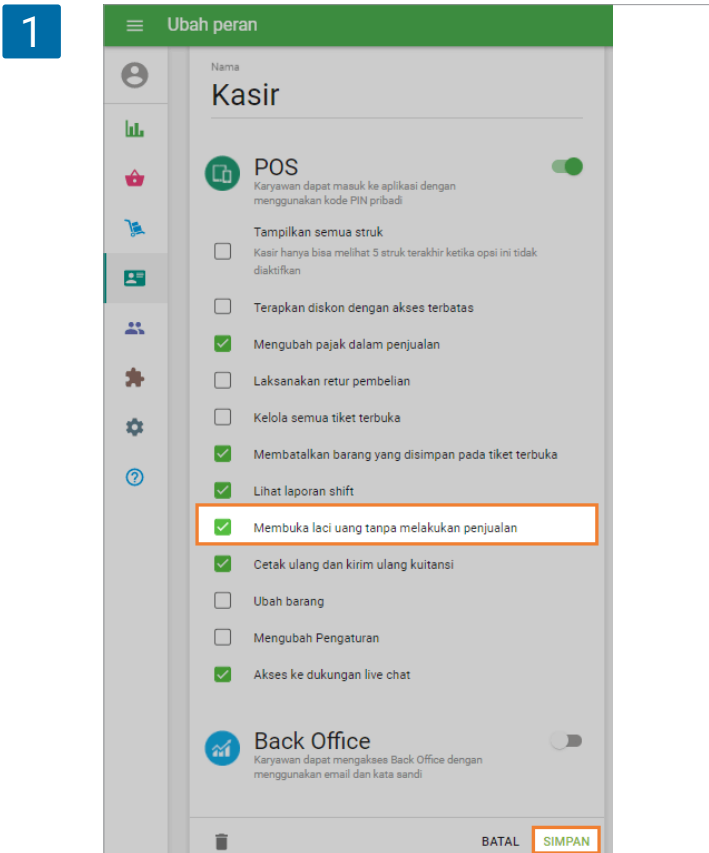 1
Ubah peran
Nama
Kasir
POS
Karyawan dapat masuk ke aplikasi dengan
menggunakan kode PIN pribadi
Tampilkan semua struk
Kasir hanya bisa melihat 5 struk terakhir ketika opsi ini tidak
diaktifkan
Terapkan diskon dengan akses terbatas
Mengubah pajak dalam penjualan
Laksanakan retur pembelian
Kelola semua tiket terbuka
Membatalkan barang yang disimpan pada tiket terbuka
Lihat laporan shift
Membuka laci uang tanpa melakukan penjualan
Cetak ulang dan kirim ulang kuitansi
Ubah barang
Mengubah Pengaturan
Akses ke dukungan live chat
Back Office
Karyawan dapat mengakses Back Office dengan
menggunakan email dan kata sandi
BATAL SIMPAN